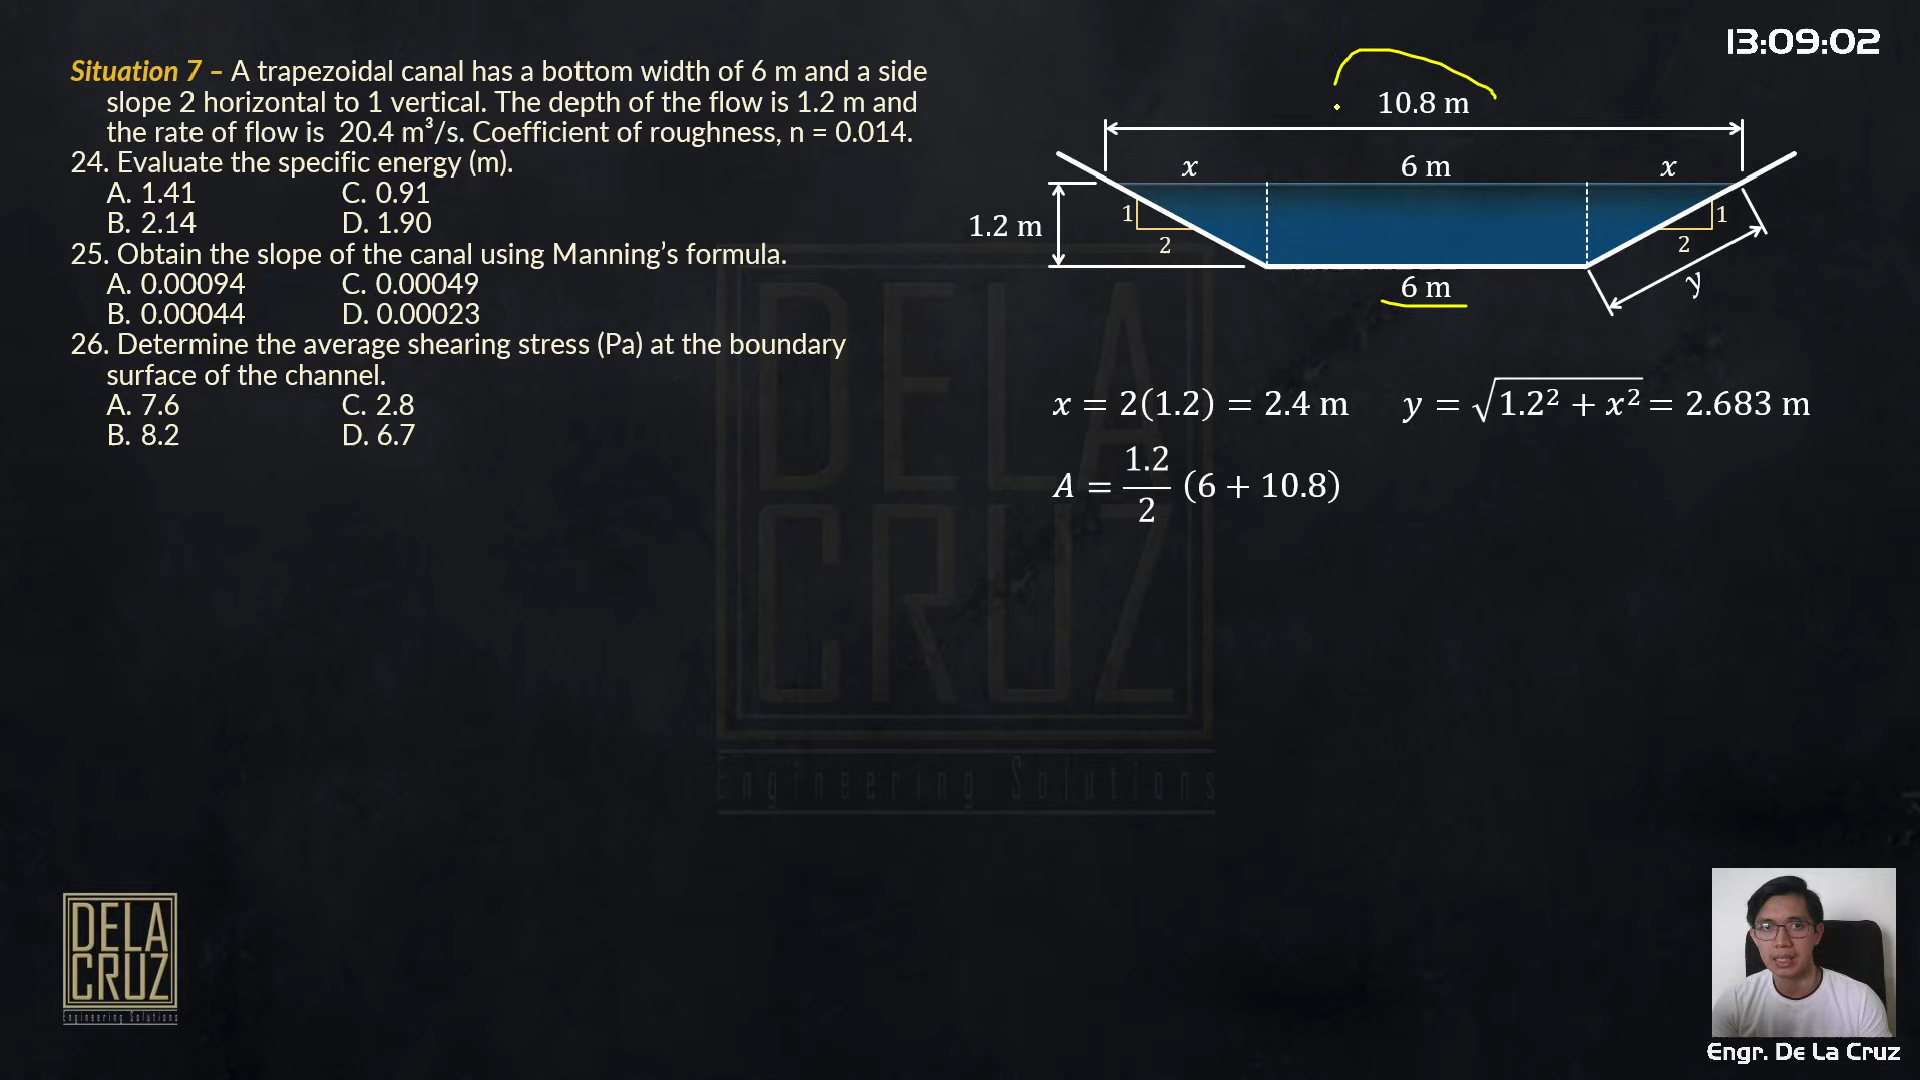 13:09:02
Situation 7 – A trapezoidal canal has a bottom width of 6 m and a side
slope 2 horizontal to 1 vertical. The depth of the flow is 1.2 m and
the rate of flow is 20.4 m³/s. Coefficient of roughness, n = 0.014.
24. Evaluate the specific energy (m).
A. 1.41 C. 0.91
B. 2.14 D. 1.90
25. Obtain the slope of the canal using Manning’s formula.
A. 0.00094 C. 0.00049
B. 0.00044 D. 0.00023
26. Determine the average shearing stress (Pa) at the boundary
surface of the channel.
A. 7.6 C. 2.8
B. 8.2 D. 6.7
10.8 m
x 6 m x
1.2 m
1
2
1
2
6 m
y
x = 2(1.2) = 2.4 m y = √(1.2² + x²) = 2.683 m
A = 1.2/2 (6 + 10.8)
DELA
CRUZ
Engineering Solutions
DELA
CRUZ
Engineering Solutions
Engr. De La Cruz